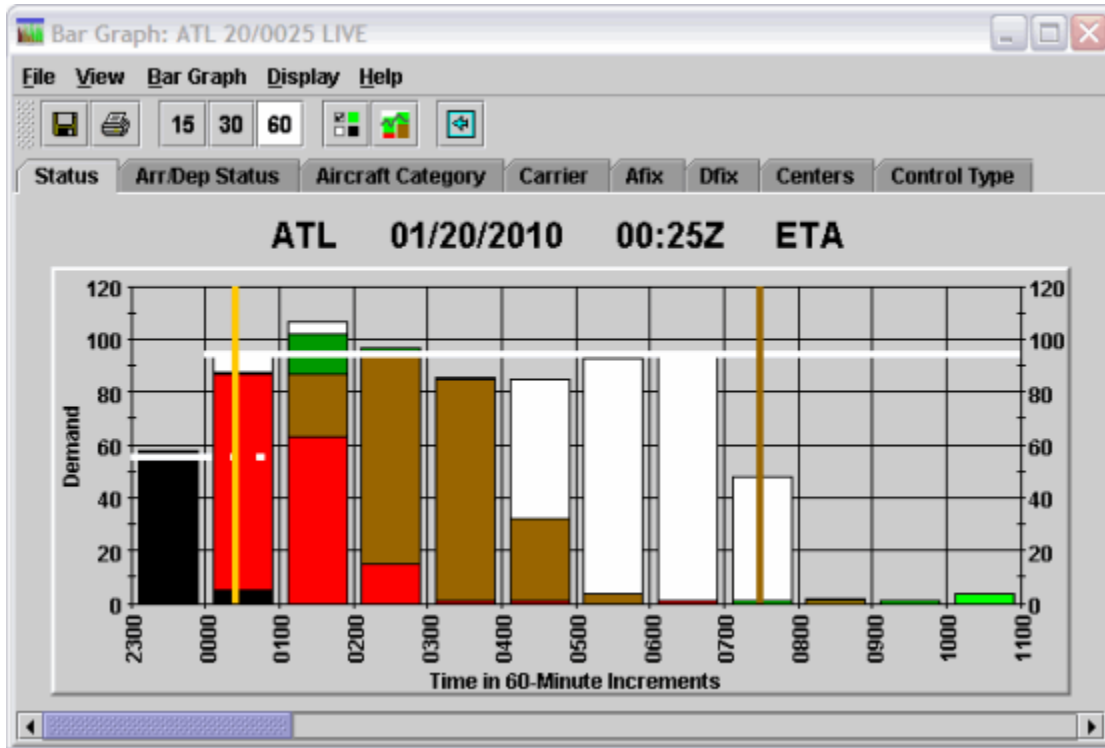 Bar Graph: ATL 20/0025 LIVE
File View Bar Graph Display Help
15 30 60
Status Arr/Dep Status Aircraft Category Carrier Afix Dfix Centers Control Type
ATL 01/20/2010 00:25Z ETA
120 120
100 100
80 80
60 60
40 40
20 20
0 0
Demand
2300 0000 0100 0200 0300 0400 0500 0600 0700 0800 0900 1000 1100
Time in 60-Minute Increments